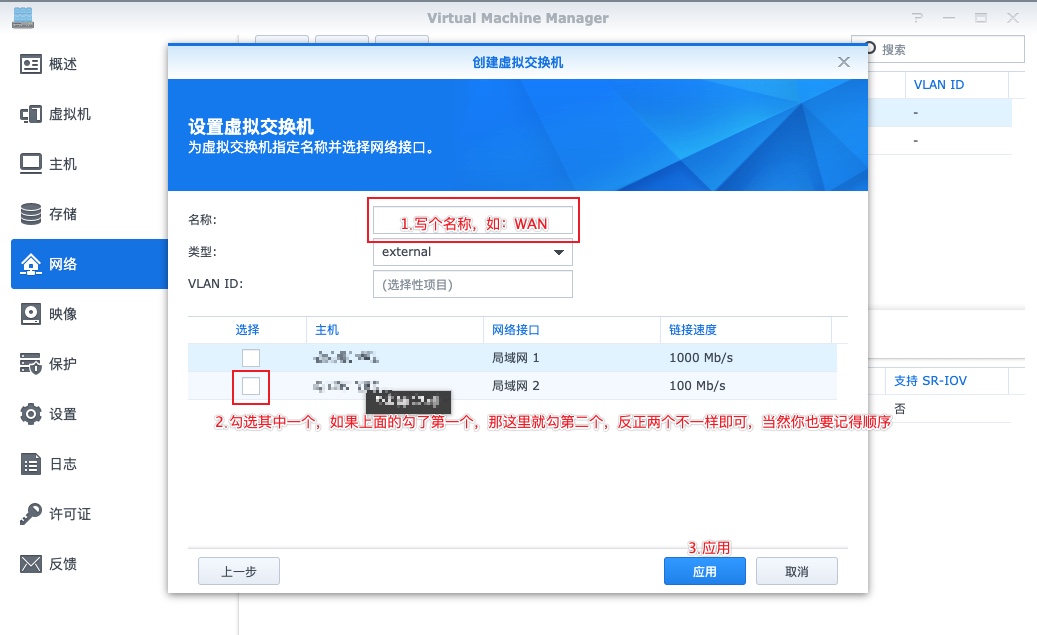 Virtual Machine Manager
概述
虚拟机
主机
存储
网络
映像
保护
设置
日志
许可证
反馈
搜索
VLAN ID
-
-
支持 SR-IOV
否
创建虚拟交换机
设置虚拟交换机
为虚拟交换机指定名称并选择网络接口。
名称:
1.写个名称，如：WAN
类型:
external
VLAN ID:
(选择性项目)
选择 主机 网络接口 链接速度
局域网 1 1000 Mb/s
局域网 2 100 Mb/s
2.勾选其中一个，如果上面的勾了第一个，那这里就勾第二个，反正两个不一样即可，当然你也要记得顺序
3.应用
上一步
应用
取消